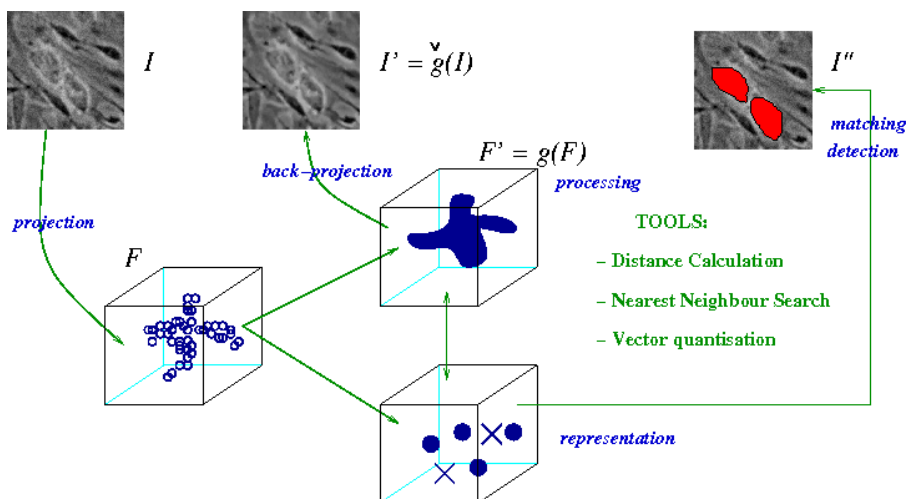 I
I' = ǧ(I)
I"
matching
detection
F' = g(F)
back–projection
processing
projection
TOOLS:
F
– Distance Calculation
– Nearest Neighbour Search
– Vector quantisation
representation